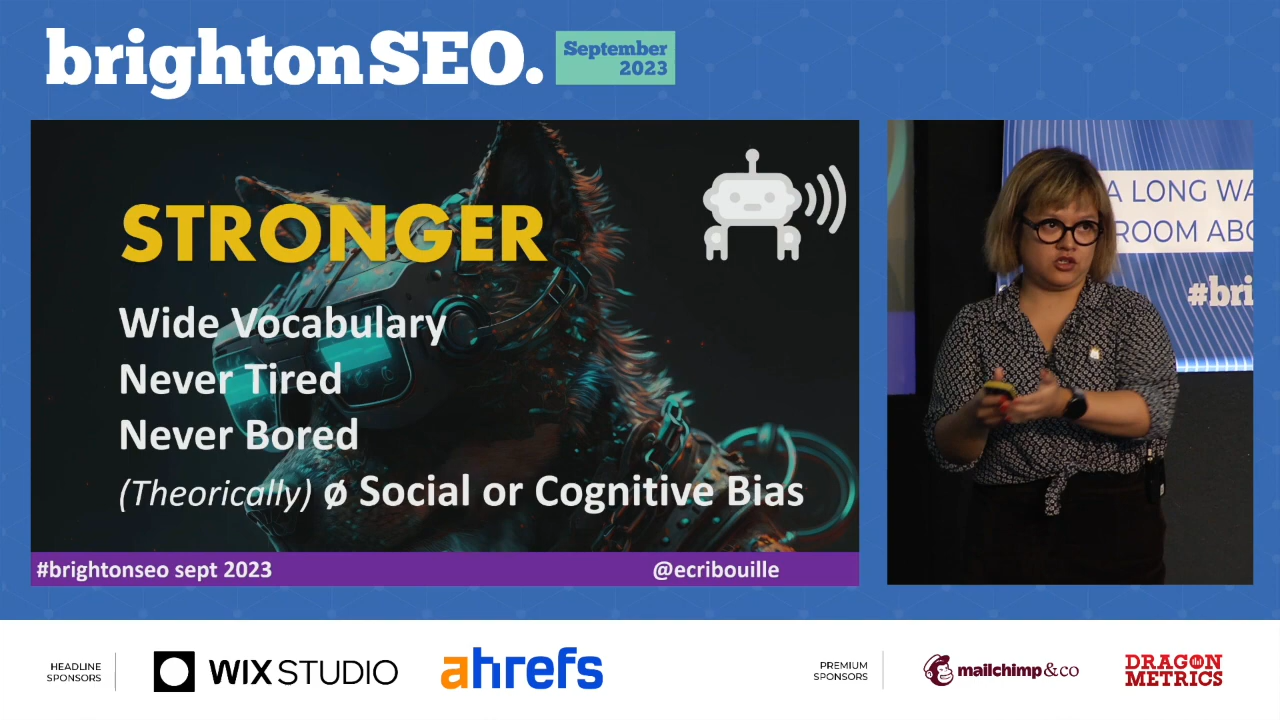 brightonSEO.
September
2023
STRONGER
Wide Vocabulary
Never Tired
Never Bored
(Theorically) ø Social or Cognitive Bias
#brightonseo sept 2023
@ecribouille
A LONG WA
ROOM ABO
#bri
HEADLINE
SPONSORS
WIX STUDIO
ahrefs
PREMIUM
SPONSORS
mailchimp&co
DRAGON
METRICS